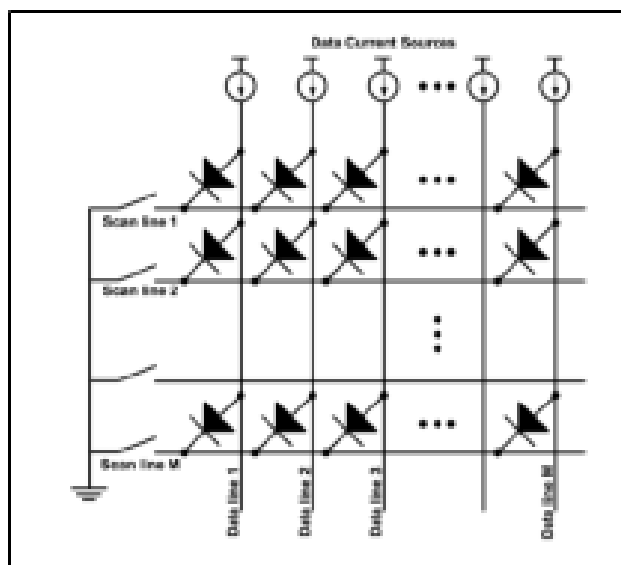 Data Current Sources
Scan line 1
Scan line 2
Scan line M
Data line 1
Data line 2
Data line 3
Data line